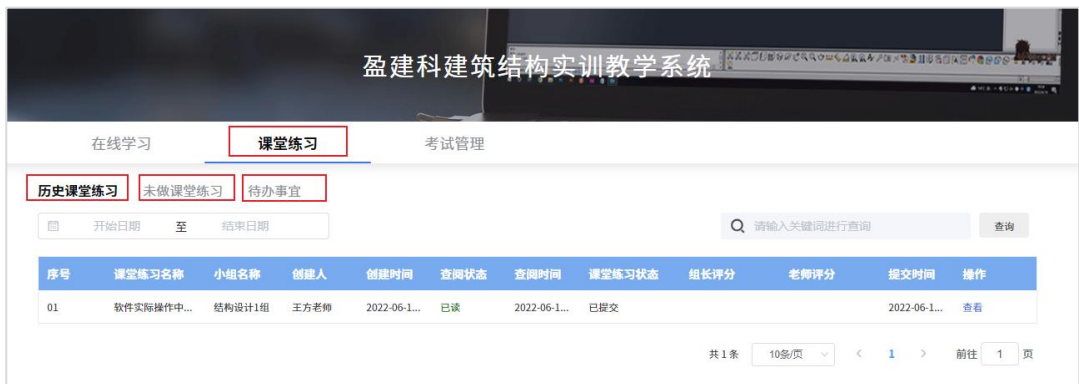 盈建科建筑结构实训教学系统
在线学习 课堂练习 考试管理
历史课堂练习 未做课堂练习 待办事宜
开始日期 至 结束日期 请输入关键词进行查询 查询
序号 课堂练习名称 小组名称 创建人 创建时间 查阅状态 查阅时间 课堂练习状态 组长评分 老师评分 提交时间 操作
01 软件实际操作中... 结构设计1组 王方老师 2022-06-1... 已读 2022-06-1... 已提交 2022-06-1... 查看
共 1 条 10条/页 < 1 > 前往 1 页